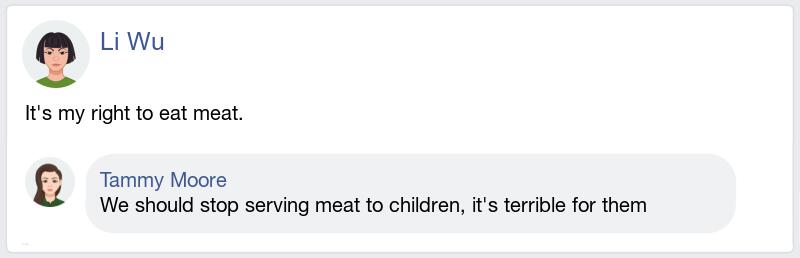 Li Wu
It's my right to eat meat.
Tammy Moore
We should stop serving meat to children, it's terrible for them